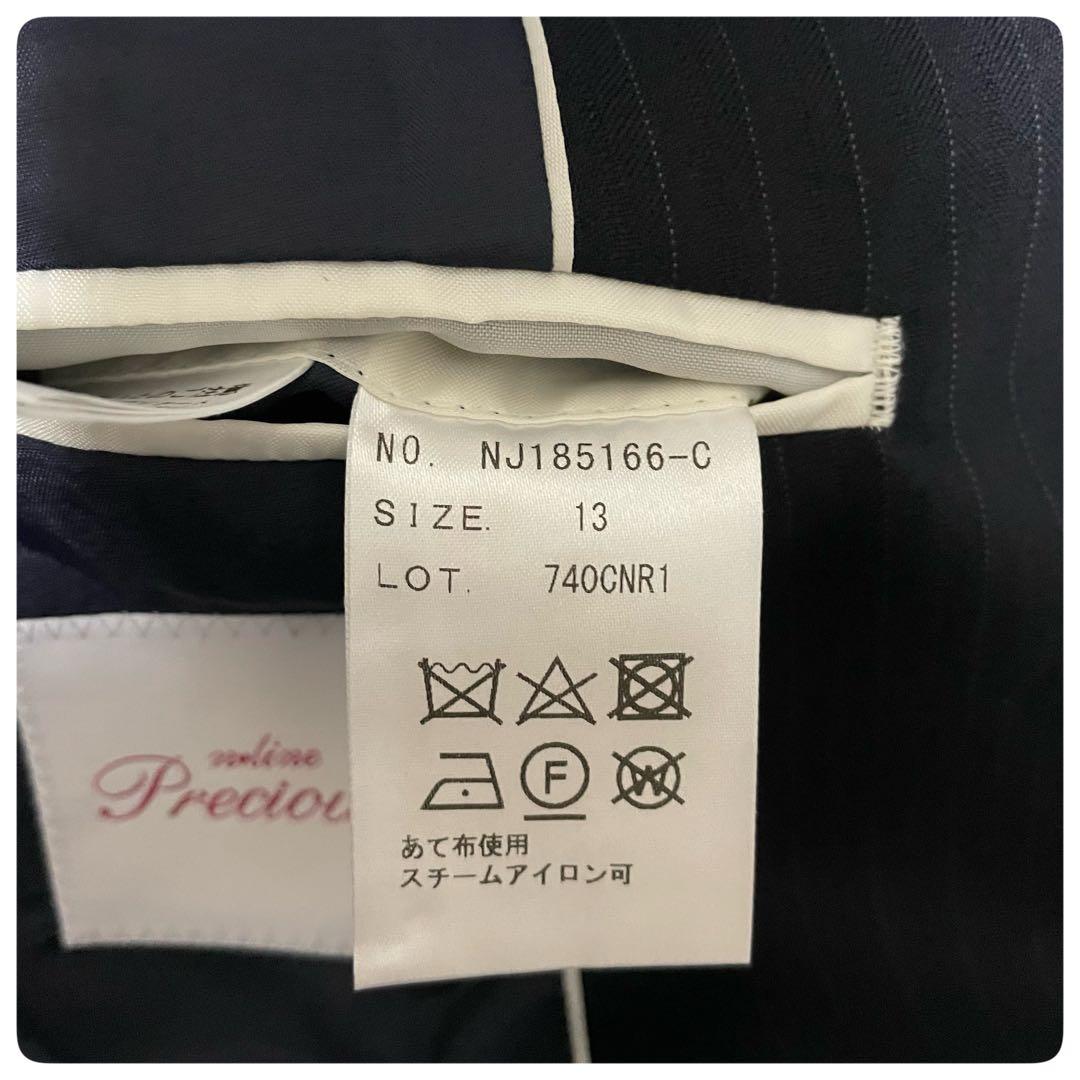 NO. NJ185166-C
SIZE. 13
LOT. 740CNR1
F
W
あて布使用
スチームアイロン可
n•line
Preciou